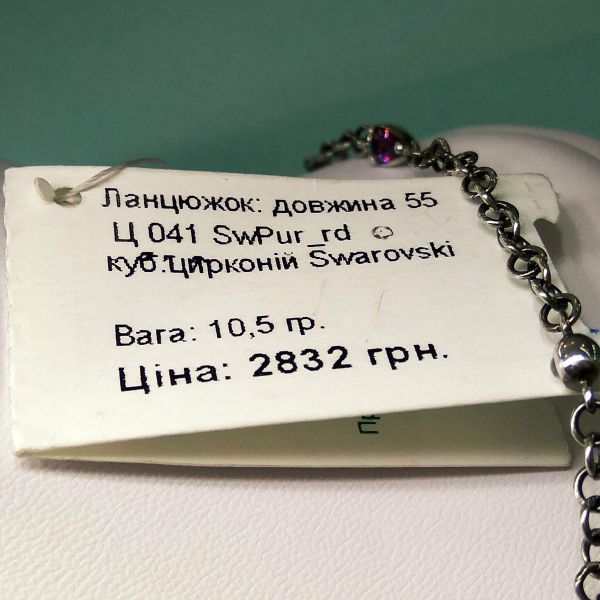 Ланцюжок: довжина 55
Ц 041 SwPur_rd
куб.цирконій Swarovski
Вага: 10,5 гр.
Ціна: 2832 грн.